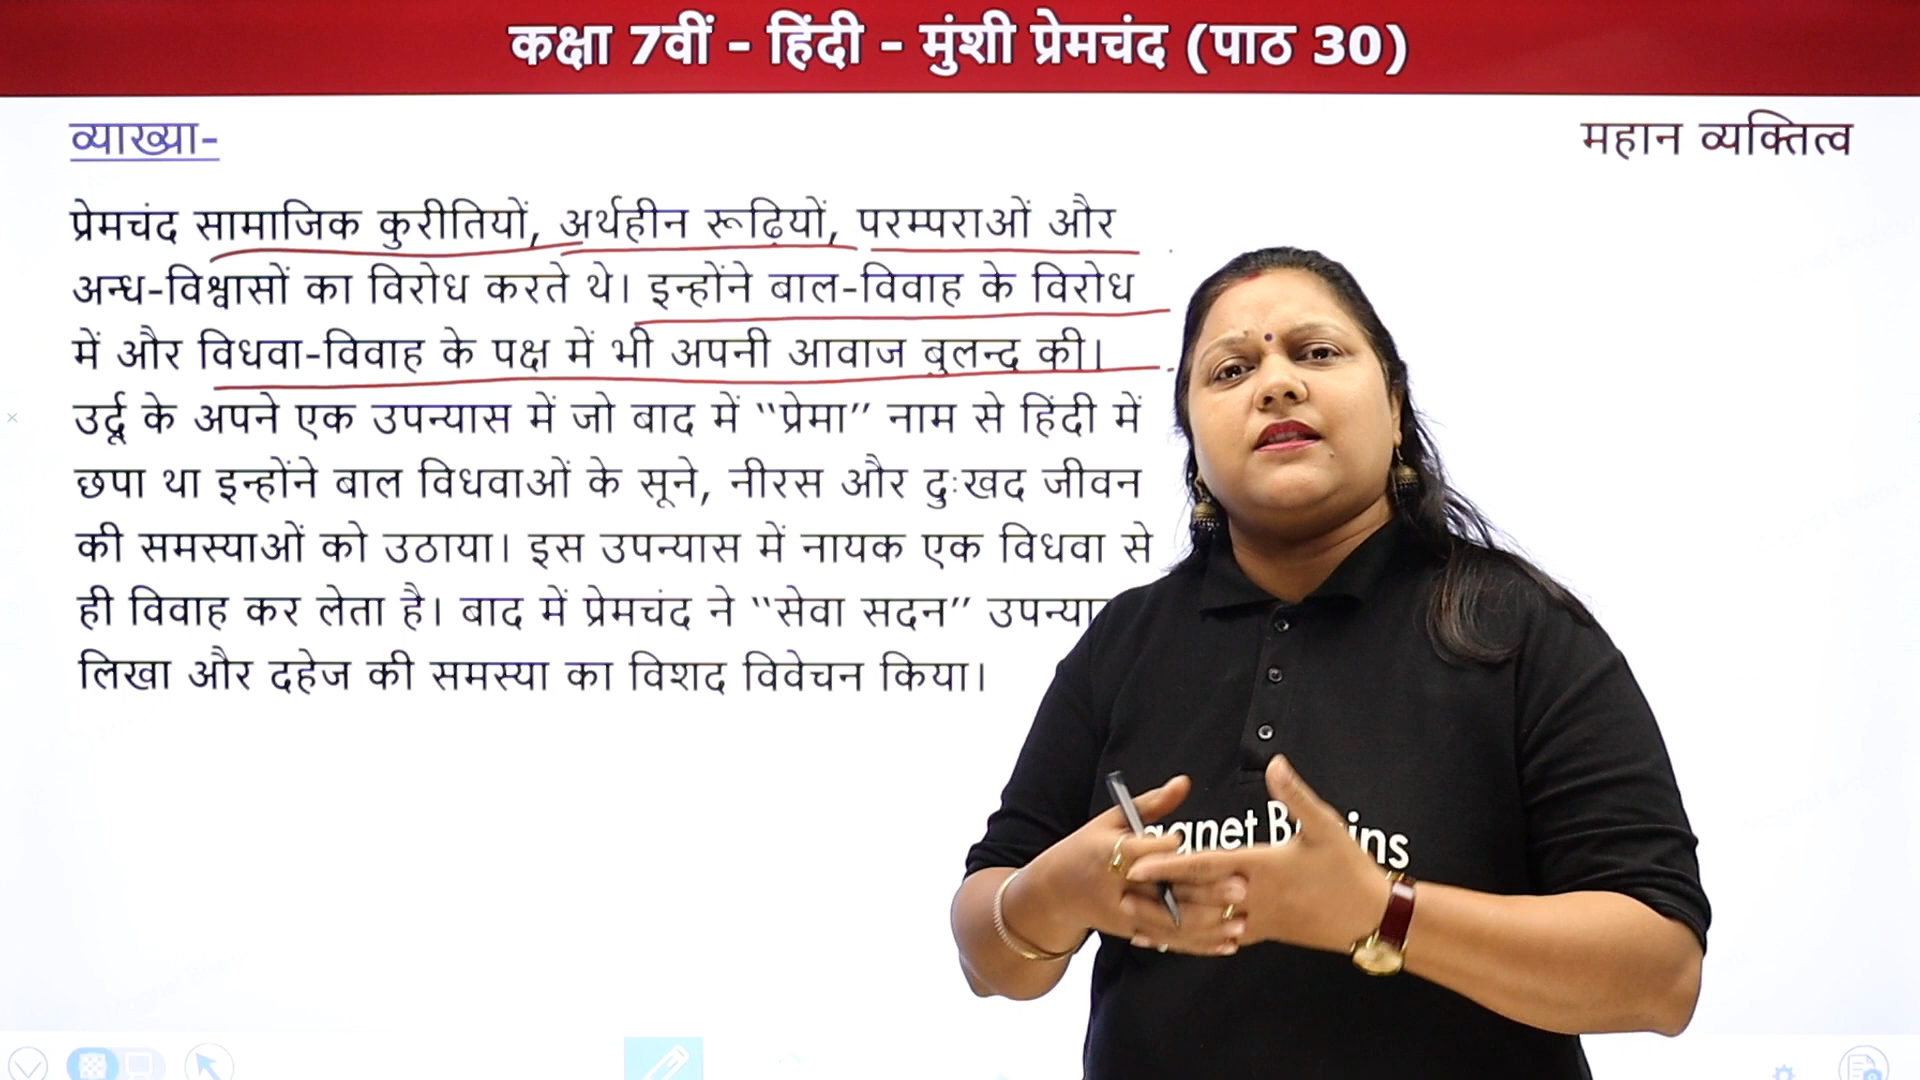 कक्षा 7वीं - हिंदी - मुंशी प्रेमचंद (पाठ 30)
व्याख्या-
महान व्यक्तित्व
प्रेमचंद सामाजिक कुरीतियों, अर्थहीन रूढ़ियों, परम्पराओं और
अन्ध-विश्वासों का विरोध करते थे। इन्होंने बाल-विवाह के विरोध
में और विधवा-विवाह के पक्ष में भी अपनी आवाज बुलन्द की।
उर्दू के अपने एक उपन्यास में जो बाद में "प्रेमा" नाम से हिंदी में
छपा था इन्होंने बाल विधवाओं के सूने, नीरस और दुःखद जीवन
की समस्याओं को उठाया। इस उपन्यास में नायक एक विधवा से
ही विवाह कर लेता है। बाद में प्रेमचंद ने "सेवा सदन"
लिखा और दहेज की समस्या का विशद विवेचन किया।